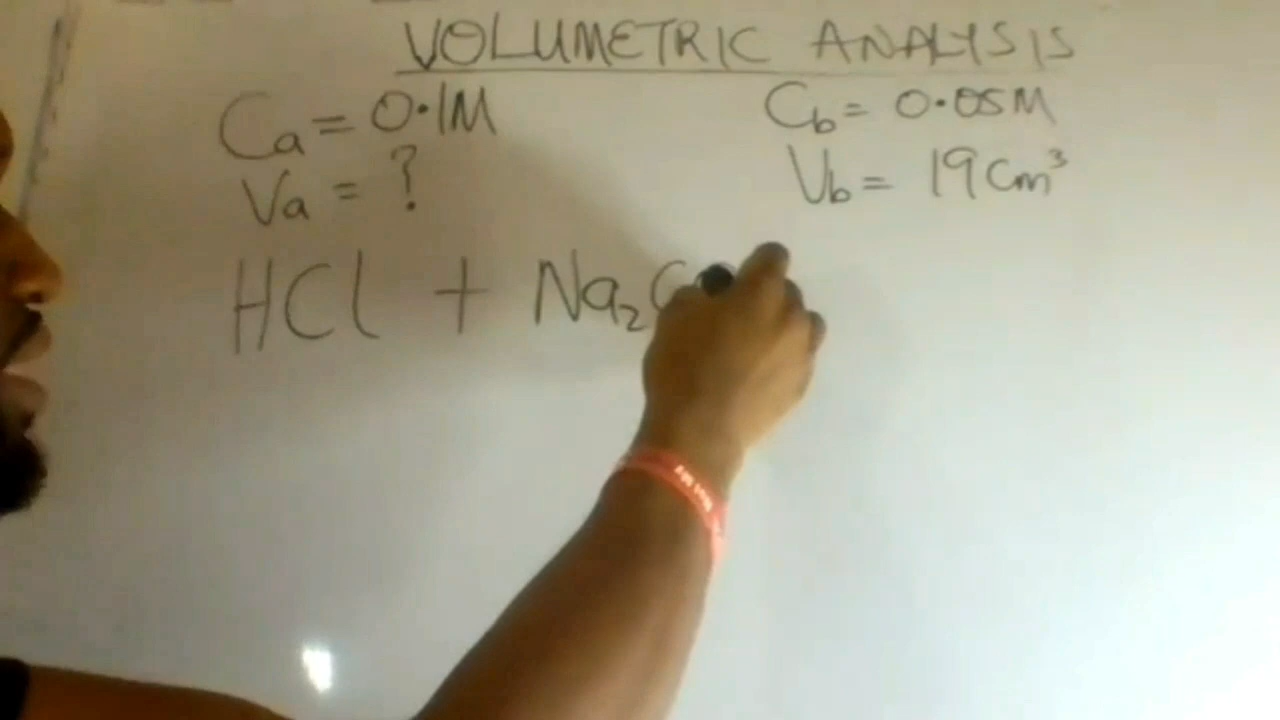 VOLUMETRIC ANALYSIS
Ca = 0.1M
Cb = 0.05M
Va = ?
Vb = 19cm³
HCl + Na₂C